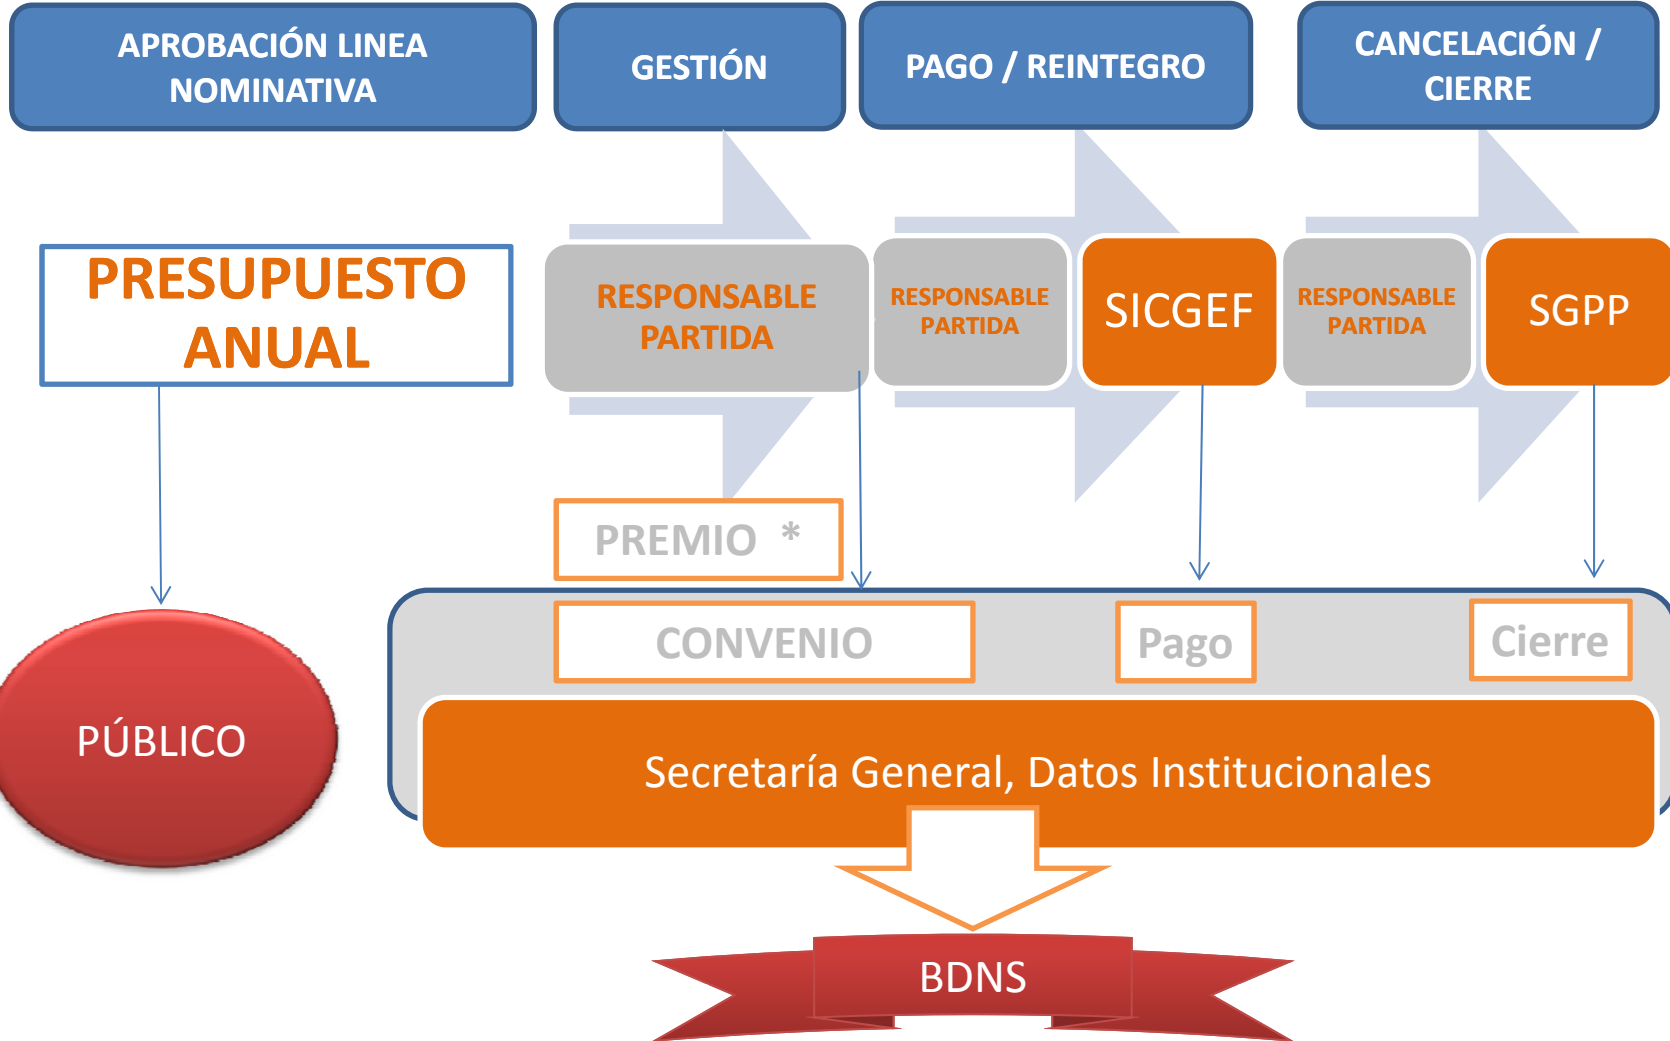 APROBACIÓN LINEA
NOMINATIVA
GESTIÓN
PAGO / REINTEGRO
CANCELACIÓN /
CIERRE
PRESUPUESTO
ANUAL
RESPONSABLE
PARTIDA
RESPONSABLE
PARTIDA
SICGEF
RESPONSABLE
PARTIDA
SGPP
PREMIO *
CONVENIO
Pago
Cierre
PÚBLICO
Secretaría General, Datos Institucionales
BDNS